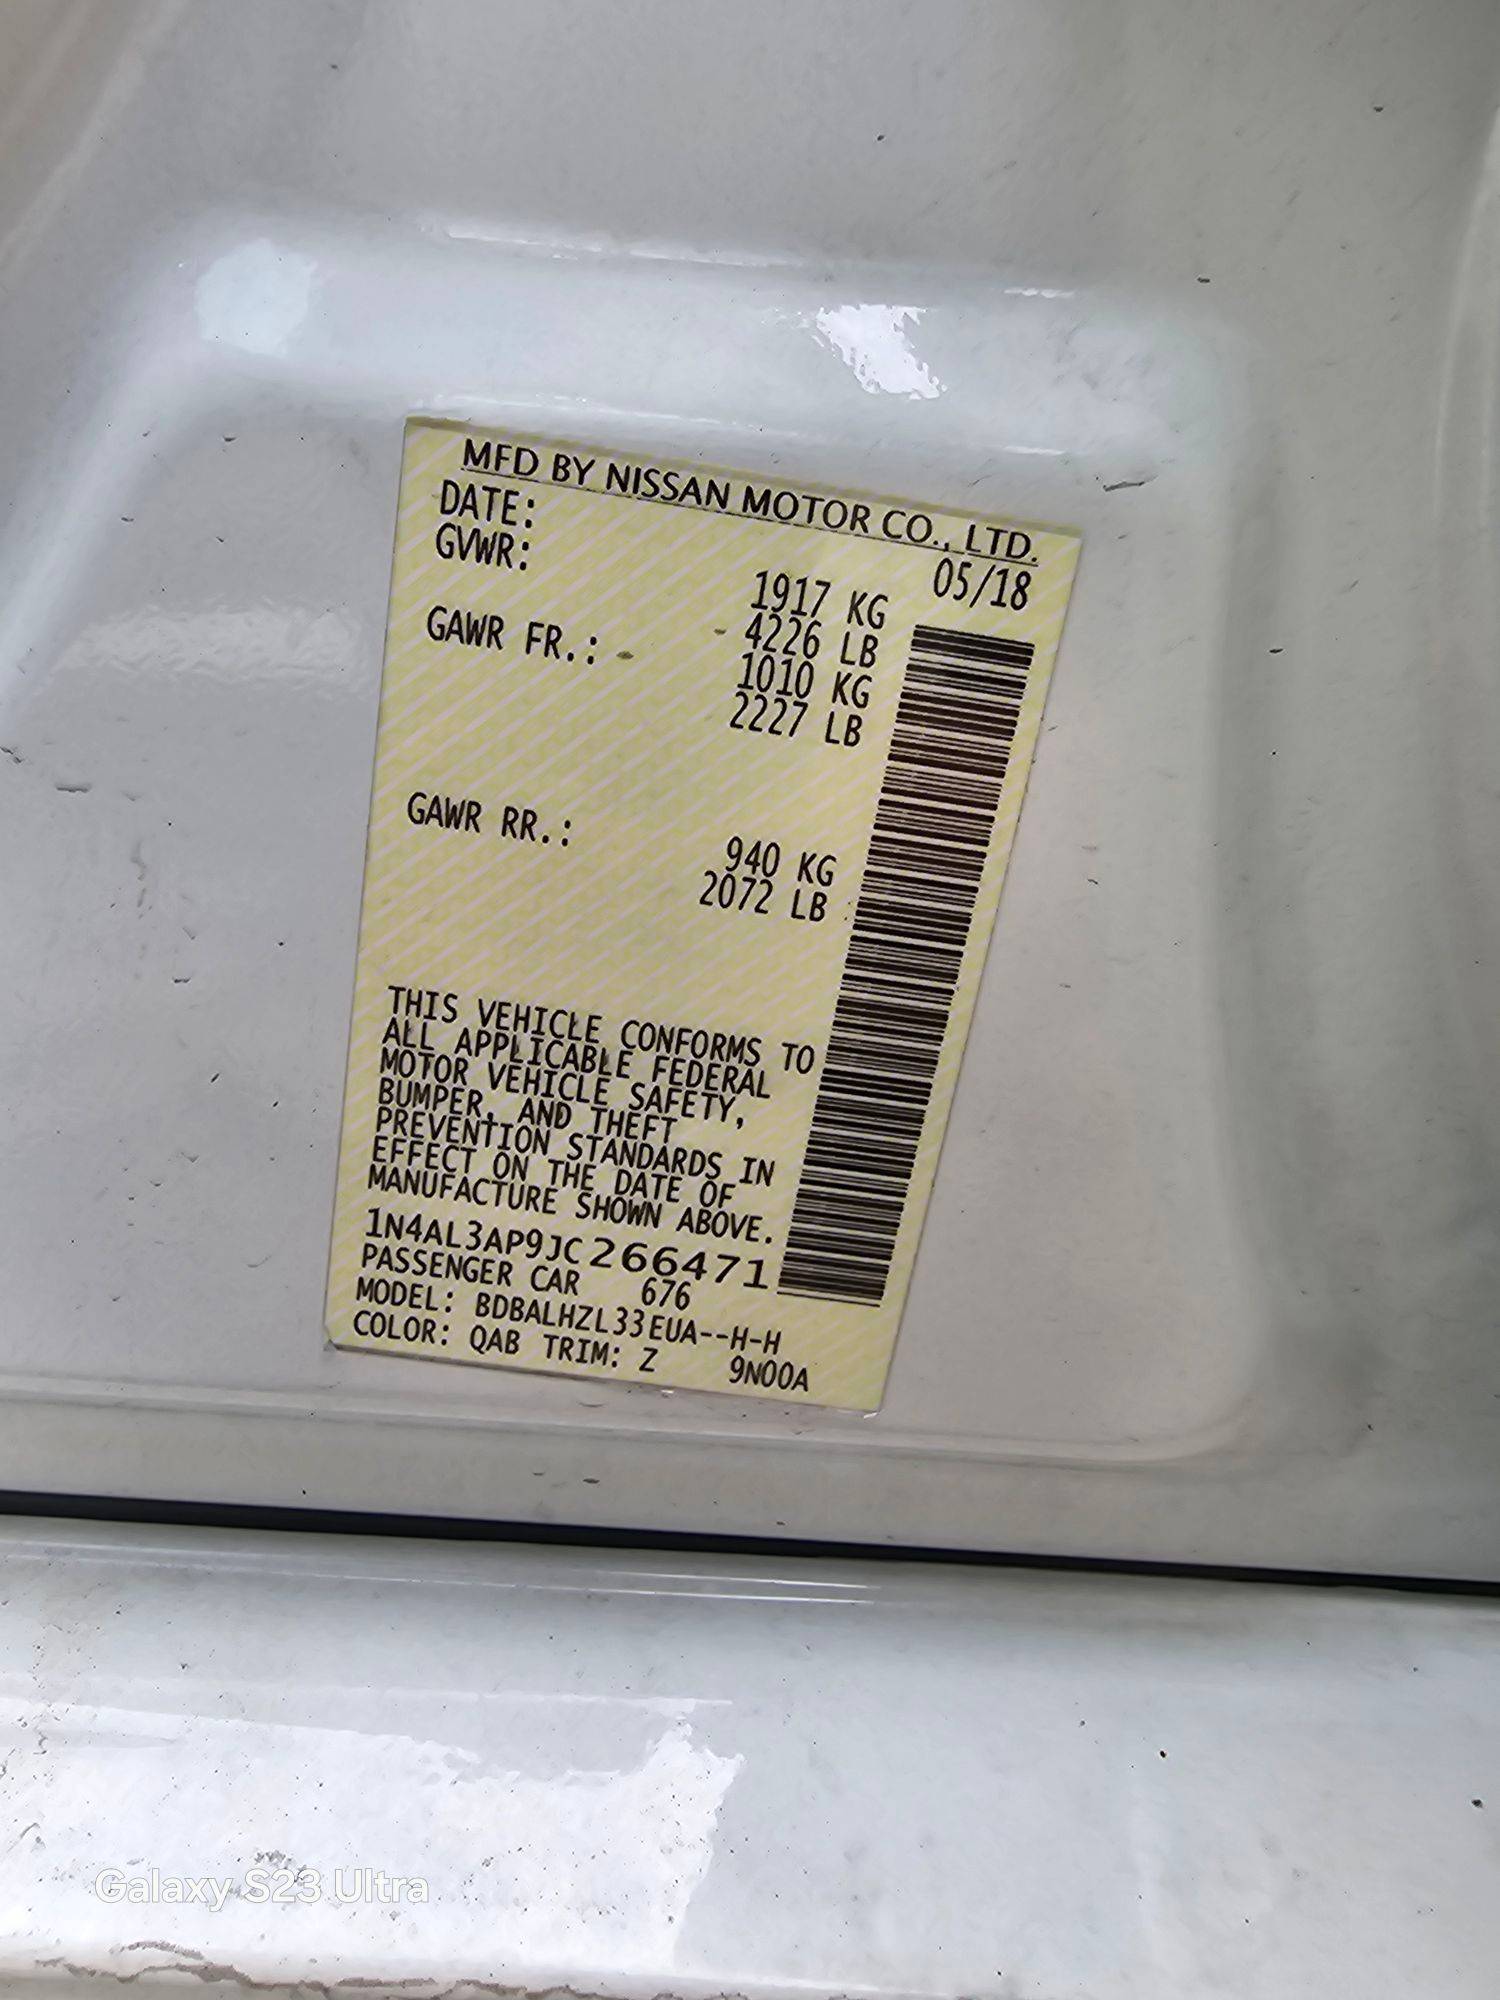 MFD BY NISSAN MOTOR CO., LTD.
DATE: 05/18
GVWR: 1917 KG
4226 LB
GAWR FR.: 1010 KG
2227 LB
GAWR RR.: 940 KG
2072 LB
THIS VEHICLE CONFORMS TO
ALL APPLICABLE FEDERAL
MOTOR VEHICLE SAFETY,
BUMPER, AND THEFT
PREVENTION STANDARDS IN
EFFECT ON THE DATE OF
MANUFACTURE SHOWN ABOVE.
1N4AL3AP9JC266471
PASSENGER CAR 676
MODEL: BDBALHZL33EUA--H-H
COLOR: QAB TRIM: Z 9N00A
Galaxy S23 Ultra